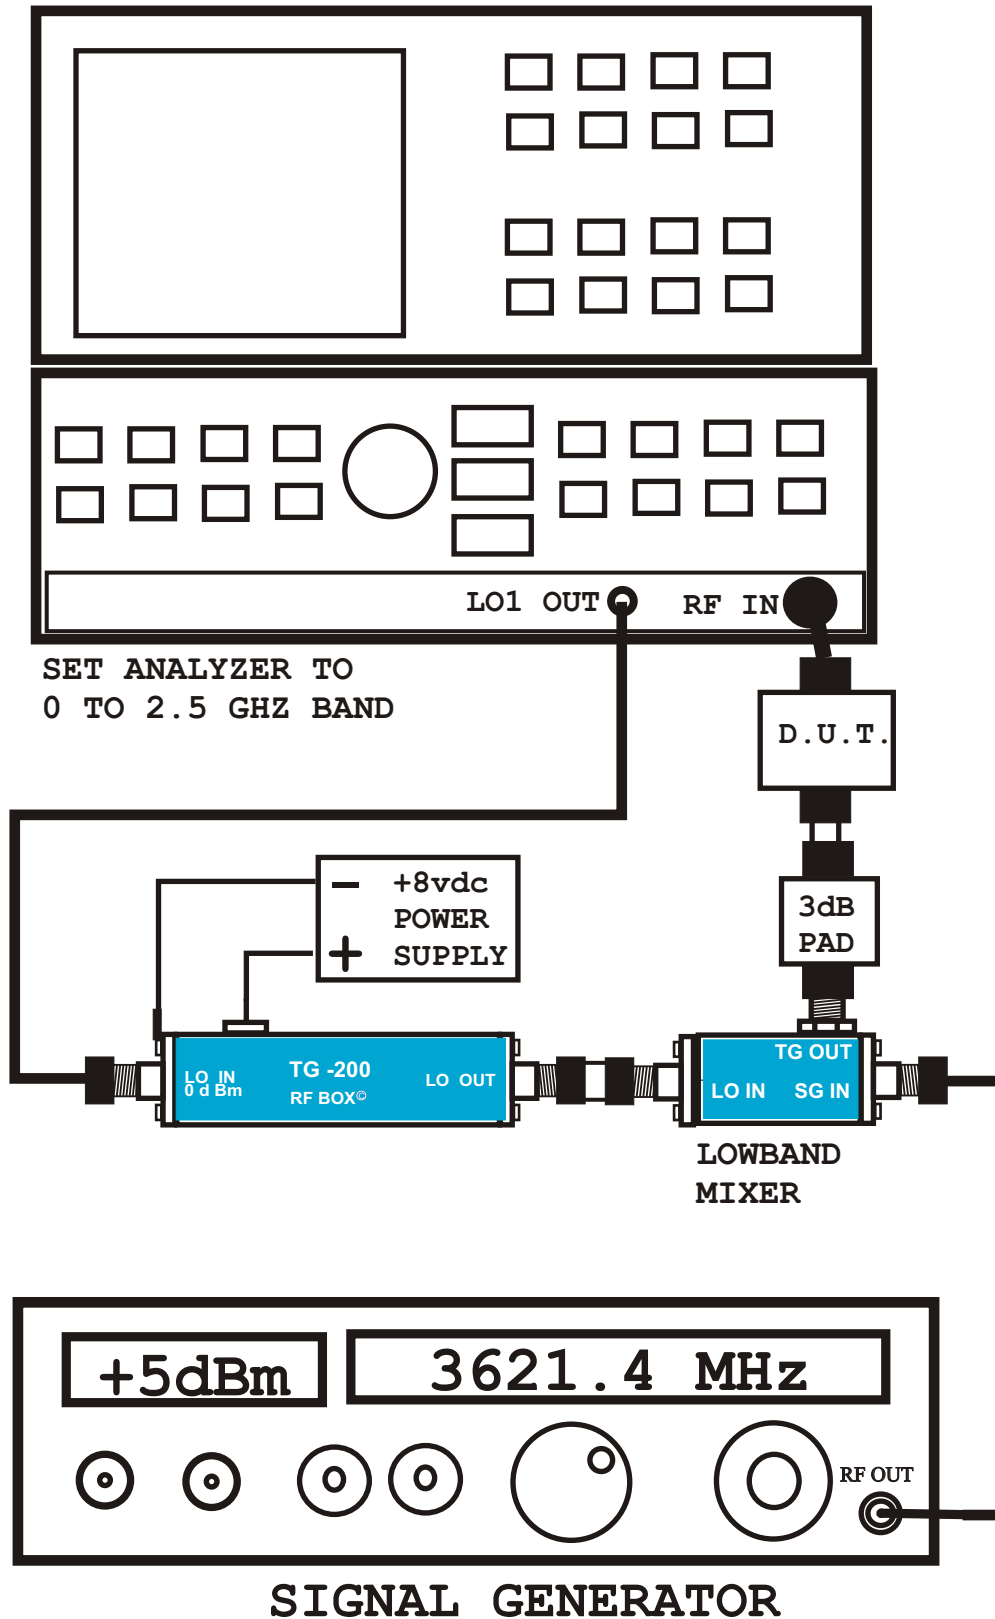 LO1 OUT
RF IN
SET ANALYZER TO
0 TO 2.5 GHZ BAND
D.U.T.
- +8vdc
POWER
+ SUPPLY
3dB
PAD
LO IN
0 d Bm
TG -200
RF BOX©
LO OUT
TG OUT
LO IN
SG IN
LOWBAND
MIXER
+5dBm
3621.4 MHz
RF OUT
SIGNAL GENERATOR